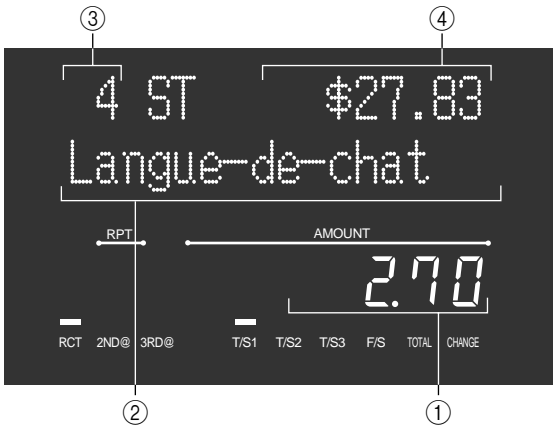 ③ ④
4 ST $27.83
Langue-de-chat
RPT AMOUNT
2.70
RCT 2ND@ 3RD@ T/S1 T/S2 T/S3 F/S TOTAL CHANGE
② ①